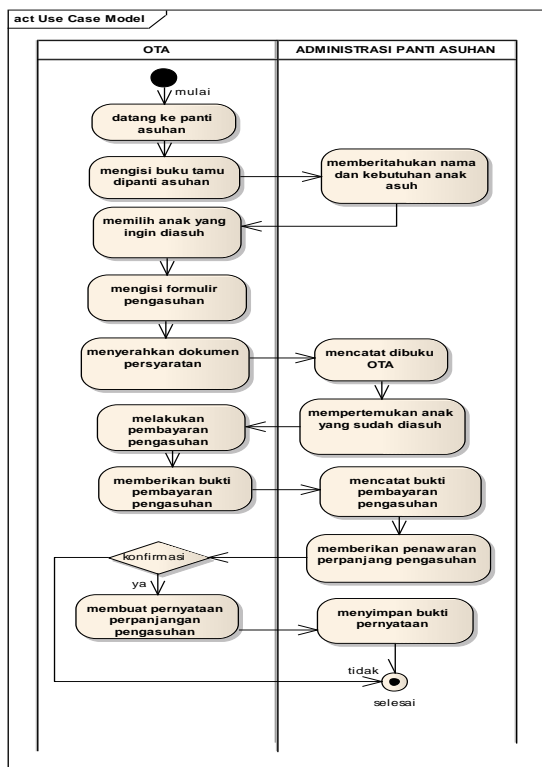 act Use Case Model
OTA
ADMINISTRASI PANTI ASUHAN
mulai
datang ke panti
asuhan
mengisi buku tamu
dipanti asuhan
memberitahukan nama
dan kebutuhan anak
asuh
memilih anak yang
ingin diasuh
mengisi formulir
pengasuhan
menyerahkan dokumen
persyaratan
mencatat dibuku
OTA
mempertemukan anak
yang sudah diasuh
melakukan
pembayaran
pengasuhan
memberikan bukti
pembayaran
pengasuhan
mencatat bukti
pembayaran
pengasuhan
memberikan penawaran
perpanjang pengasuhan
konfirmasi
ya
membuat pernyataan
perpanjangan
pengasuhan
menyimpan bukti
pernyataan
tidak
selesai